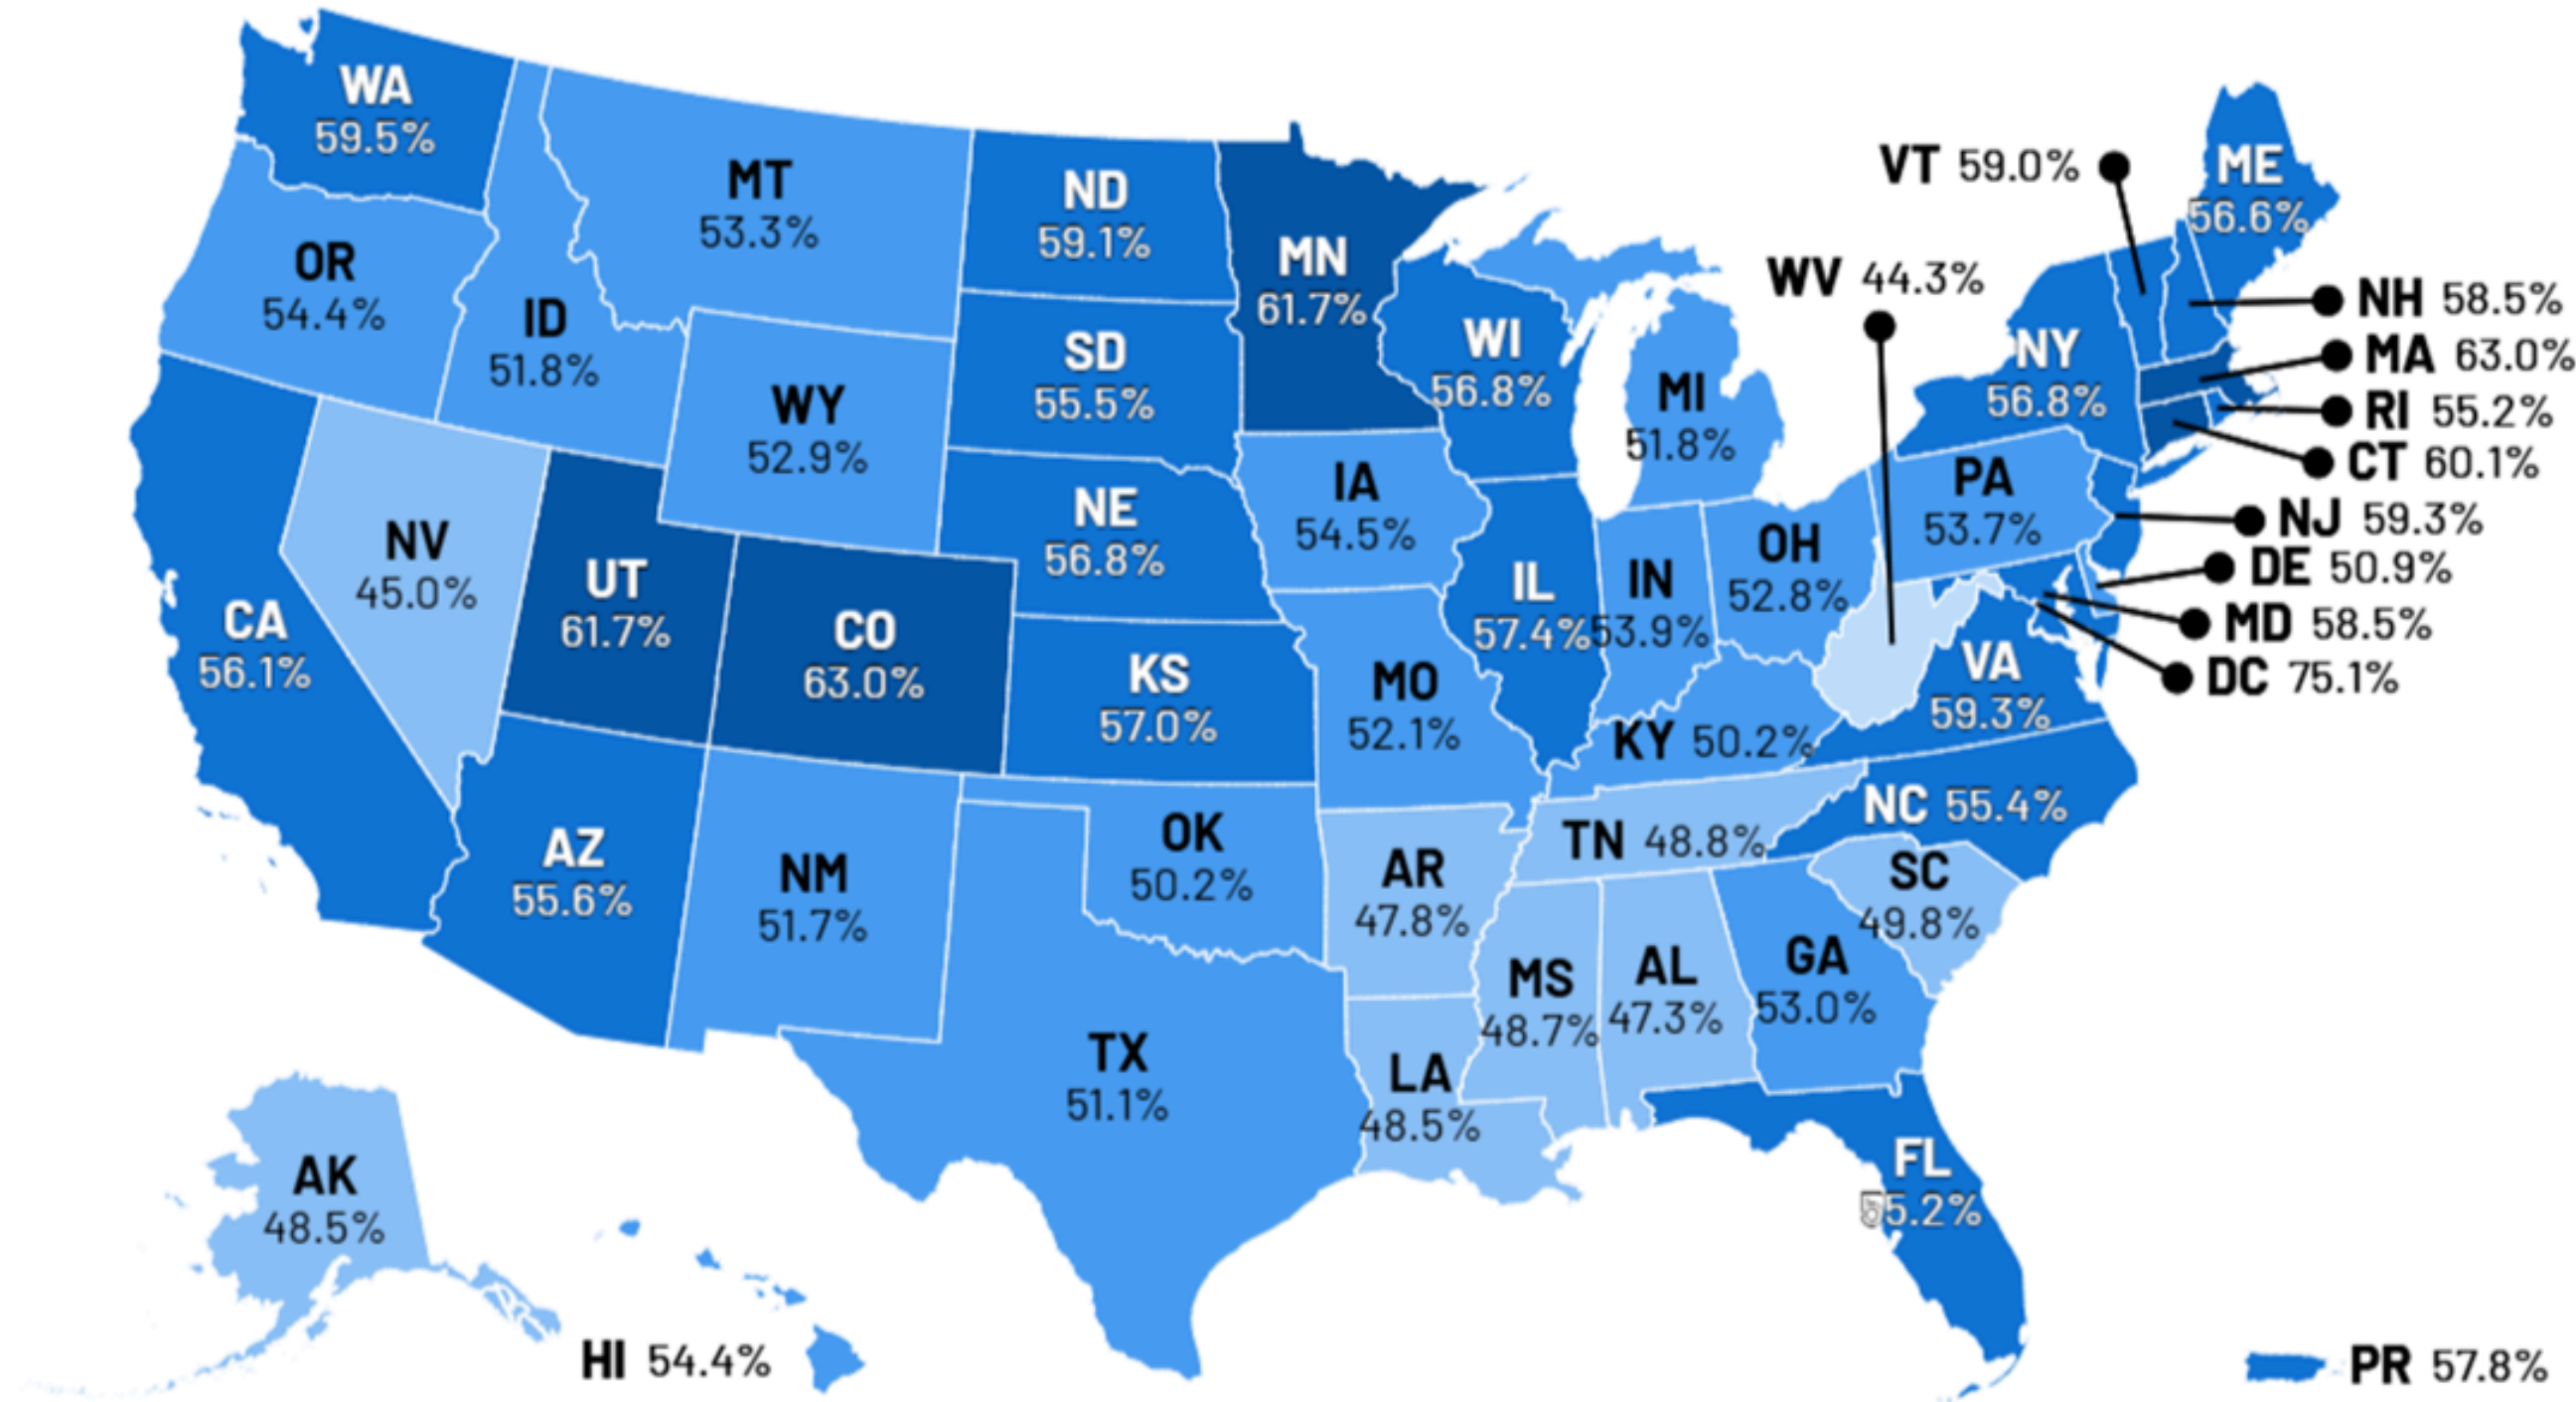 WA
59.5%
MT
53.3%
ND
59.1%
MN
61.7%
VT 59.0%
ME
56.6%
OR
54.4%
ID
51.8%
WY
52.9%
SD
55.5%
WI
56.8%
MI
51.8%
WV 44.3%
NY
56.8%
NH 58.5%
MA 63.0%
RI 55.2%
CT 60.1%
NJ 59.3%
DE 50.9%
MD 58.5%
DC 75.1%
NV
45.0%
UT
61.7%
CO
63.0%
NE
56.8%
IA
54.5%
IL
57.4%
IN
53.9%
OH
52.8%
PA
53.7%
CA
56.1%
KS
57.0%
MO
52.1%
KY 50.2%
VA
59.3%
AZ
55.6%
NM
51.7%
OK
50.2%
AR
47.8%
TN 48.8%
NC 55.4%
SC
49.8%
TX
51.1%
LA
48.5%
MS
48.7%
AL
47.3%
GA
53.0%
FL
55.2%
AK
48.5%
HI 54.4%
PR 57.8%